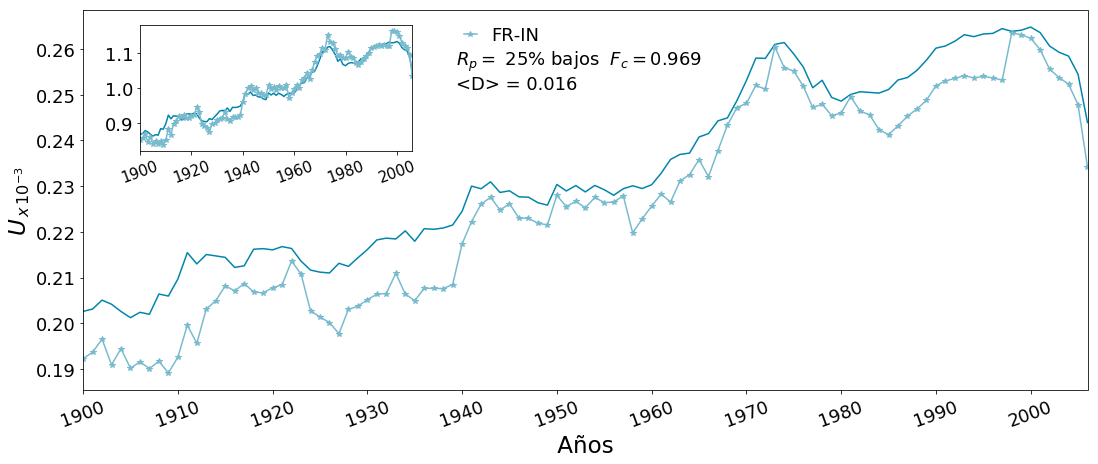 FR-IN
R_p = 25% bajos F_c = 0.969
<D> = 0.016
1.1
1.0
0.9
1900 1920 1940 1960 1980 2000
U_{x 10^{-3}}
0.26
0.25
0.24
0.23
0.22
0.21
0.20
0.19
1900 1910 1920 1930 1940 1950 1960 1970 1980 1990 2000
Años